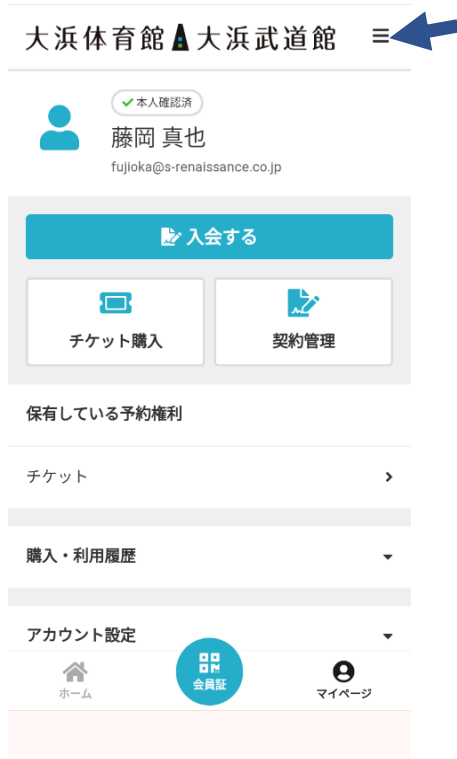 大浜体育館 大浜武道館
本人確認済
藤岡 真也
fujioka@s-renaissance.co.jp
入会する
チケット購入
契約管理
保有している予約権利
チケット
購入・利用履歴
アカウント設定
ホーム
会員証
マイページ